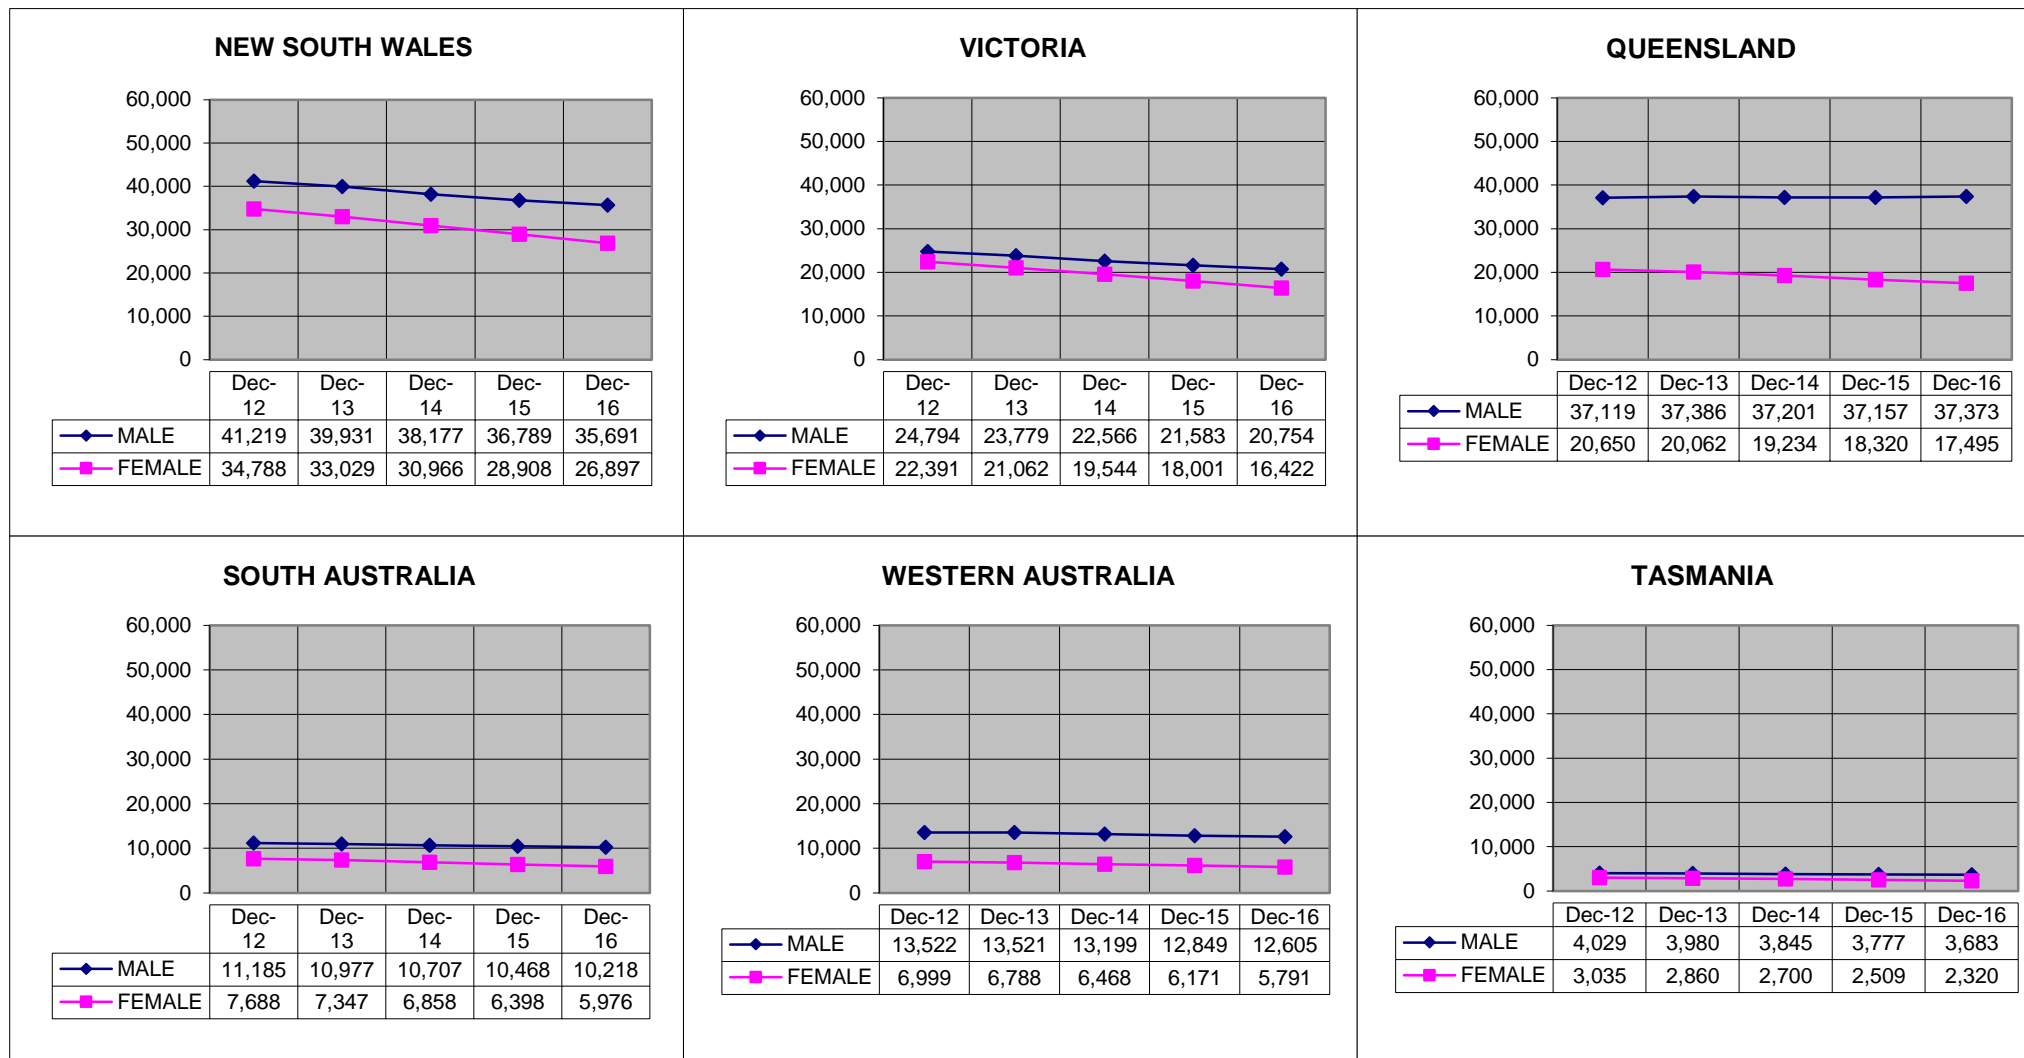 NEW SOUTH WALES
60,000
50,000
40,000
30,000
20,000
10,000
0
Dec-12 Dec-13 Dec-14 Dec-15 Dec-16
MALE 41,219 39,931 38,177 36,789 35,691
FEMALE 34,788 33,029 30,966 28,908 26,897
VICTORIA
60,000
50,000
40,000
30,000
20,000
10,000
0
Dec-12 Dec-13 Dec-14 Dec-15 Dec-16
MALE 24,794 23,779 22,566 21,583 20,754
FEMALE 22,391 21,062 19,544 18,001 16,422
QUEENSLAND
60,000
50,000
40,000
30,000
20,000
10,000
0
Dec-12 Dec-13 Dec-14 Dec-15 Dec-16
MALE 37,119 37,386 37,201 37,157 37,373
FEMALE 20,650 20,062 19,234 18,320 17,495
SOUTH AUSTRALIA
60,000
50,000
40,000
30,000
20,000
10,000
0
Dec-12 Dec-13 Dec-14 Dec-15 Dec-16
MALE 11,185 10,977 10,707 10,468 10,218
FEMALE 7,688 7,347 6,858 6,398 5,976
WESTERN AUSTRALIA
60,000
50,000
40,000
30,000
20,000
10,000
0
Dec-12 Dec-13 Dec-14 Dec-15 Dec-16
MALE 13,522 13,521 13,199 12,849 12,605
FEMALE 6,999 6,788 6,468 6,171 5,791
TASMANIA
60,000
50,000
40,000
30,000
20,000
10,000
0
Dec-12 Dec-13 Dec-14 Dec-15 Dec-16
MALE 4,029 3,980 3,845 3,777 3,683
FEMALE 3,035 2,860 2,700 2,509 2,320